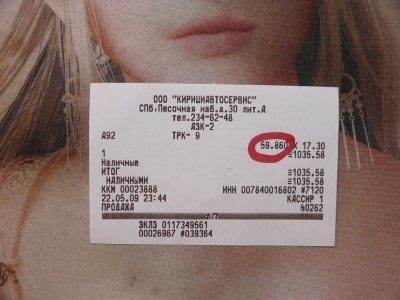 ООО "КИРИШИАВТОСЕРВИС"
СПб,Песочная наб.д.30 лит.А
тел.234-62-48
АЗК-2
А92 ТРК- 9
59.860 X 17.30
1 =1035.58
Наличные
ИТОГ =1035.58
НАЛИЧНЫМИ =1035.58
ККМ 00023888 ИНН 007840016802 #7120
22.05.09 23:44 КАССИР 1
ПРОДАЖА №0262
ФП
ЭКЛЗ 0117349561
00026967 #039364